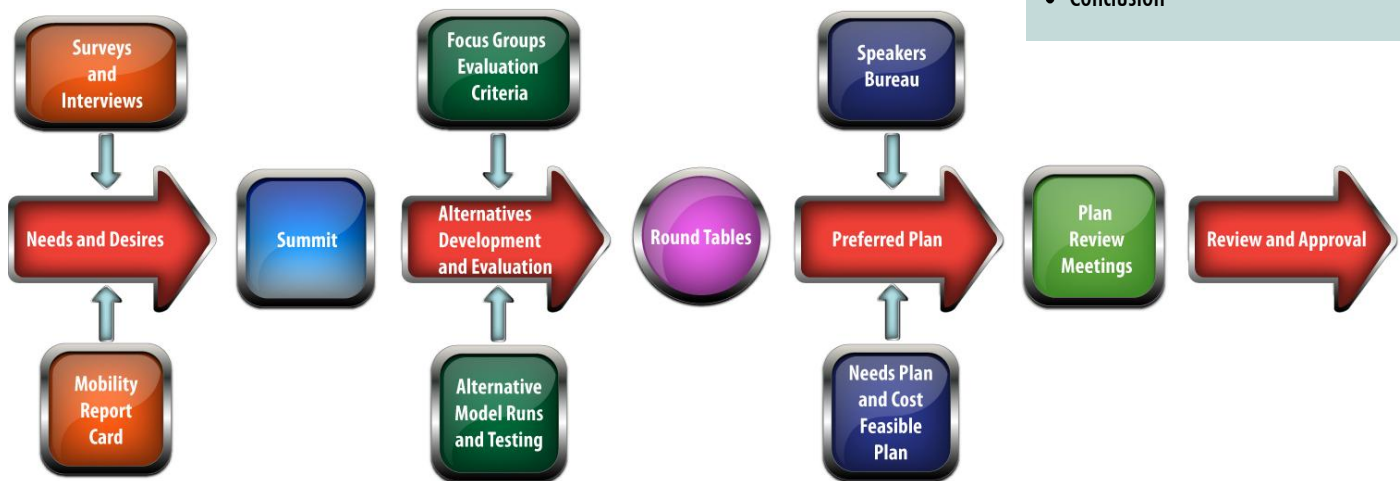 • Conclusion
Surveys
and
Interviews
Focus Groups
Evaluation
Criteria
Speakers
Bureau
Needs and Desires
Summit
Alternatives
Development
and Evaluation
Round Tables
Preferred Plan
Plan
Review
Meetings
Review and Approval
Mobility
Report
Card
Alternative
Model Runs
and Testing
Needs Plan
and Cost
Feasible
Plan